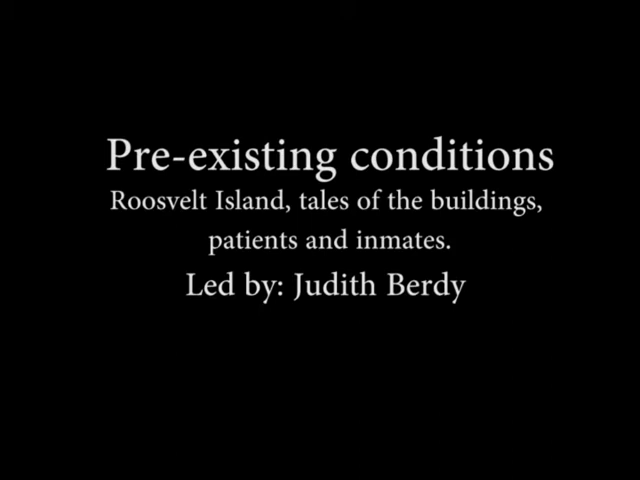 Pre-existing conditions
Roosvelt Island, tales of the buildings,
patients and inmates.
Led by: Judith Berdy